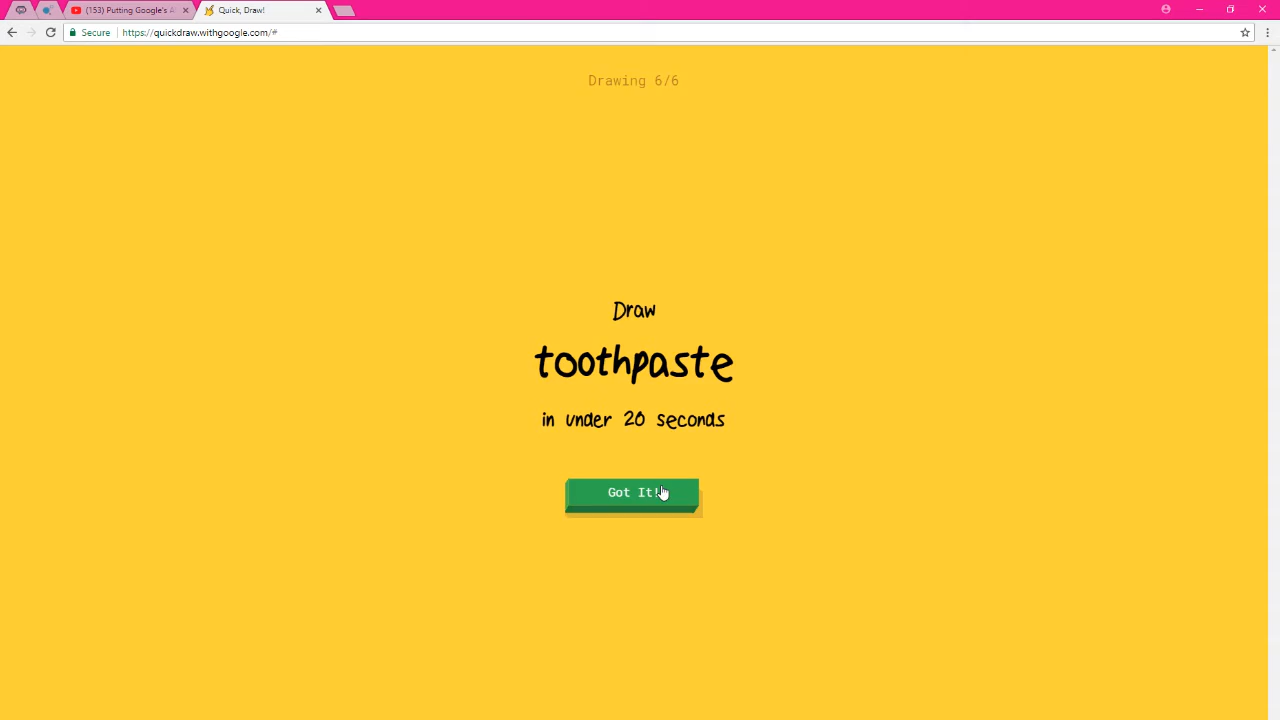 (153) Putting Google's A
Quick, Draw!
Secure
https://quickdraw.withgoogle.com/#
Drawing 6/6
Draw
toothpaste
in under 20 seconds
Got It!